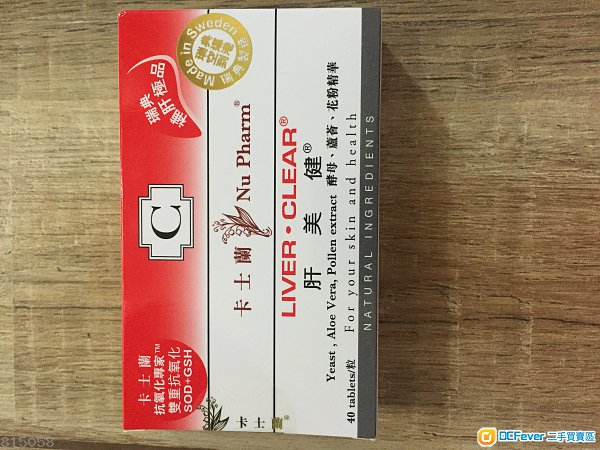 卡士蘭
抗氧化專家™
雙重抗氧化
SOD+GSH
C
瑞典
補肝極品
Made in Sweden
瑞典製造
卡士蘭 Nu Pharm®
LIVER•CLEAR®
肝美健®
Yeast, Aloe Vera, Pollen extract 酵母、蘆薈、花粉精華
40 tablets/粒 For your skin and health
NATURAL INGREDIENTS
卡士蘭®
815058
DCFever 二手買賣區